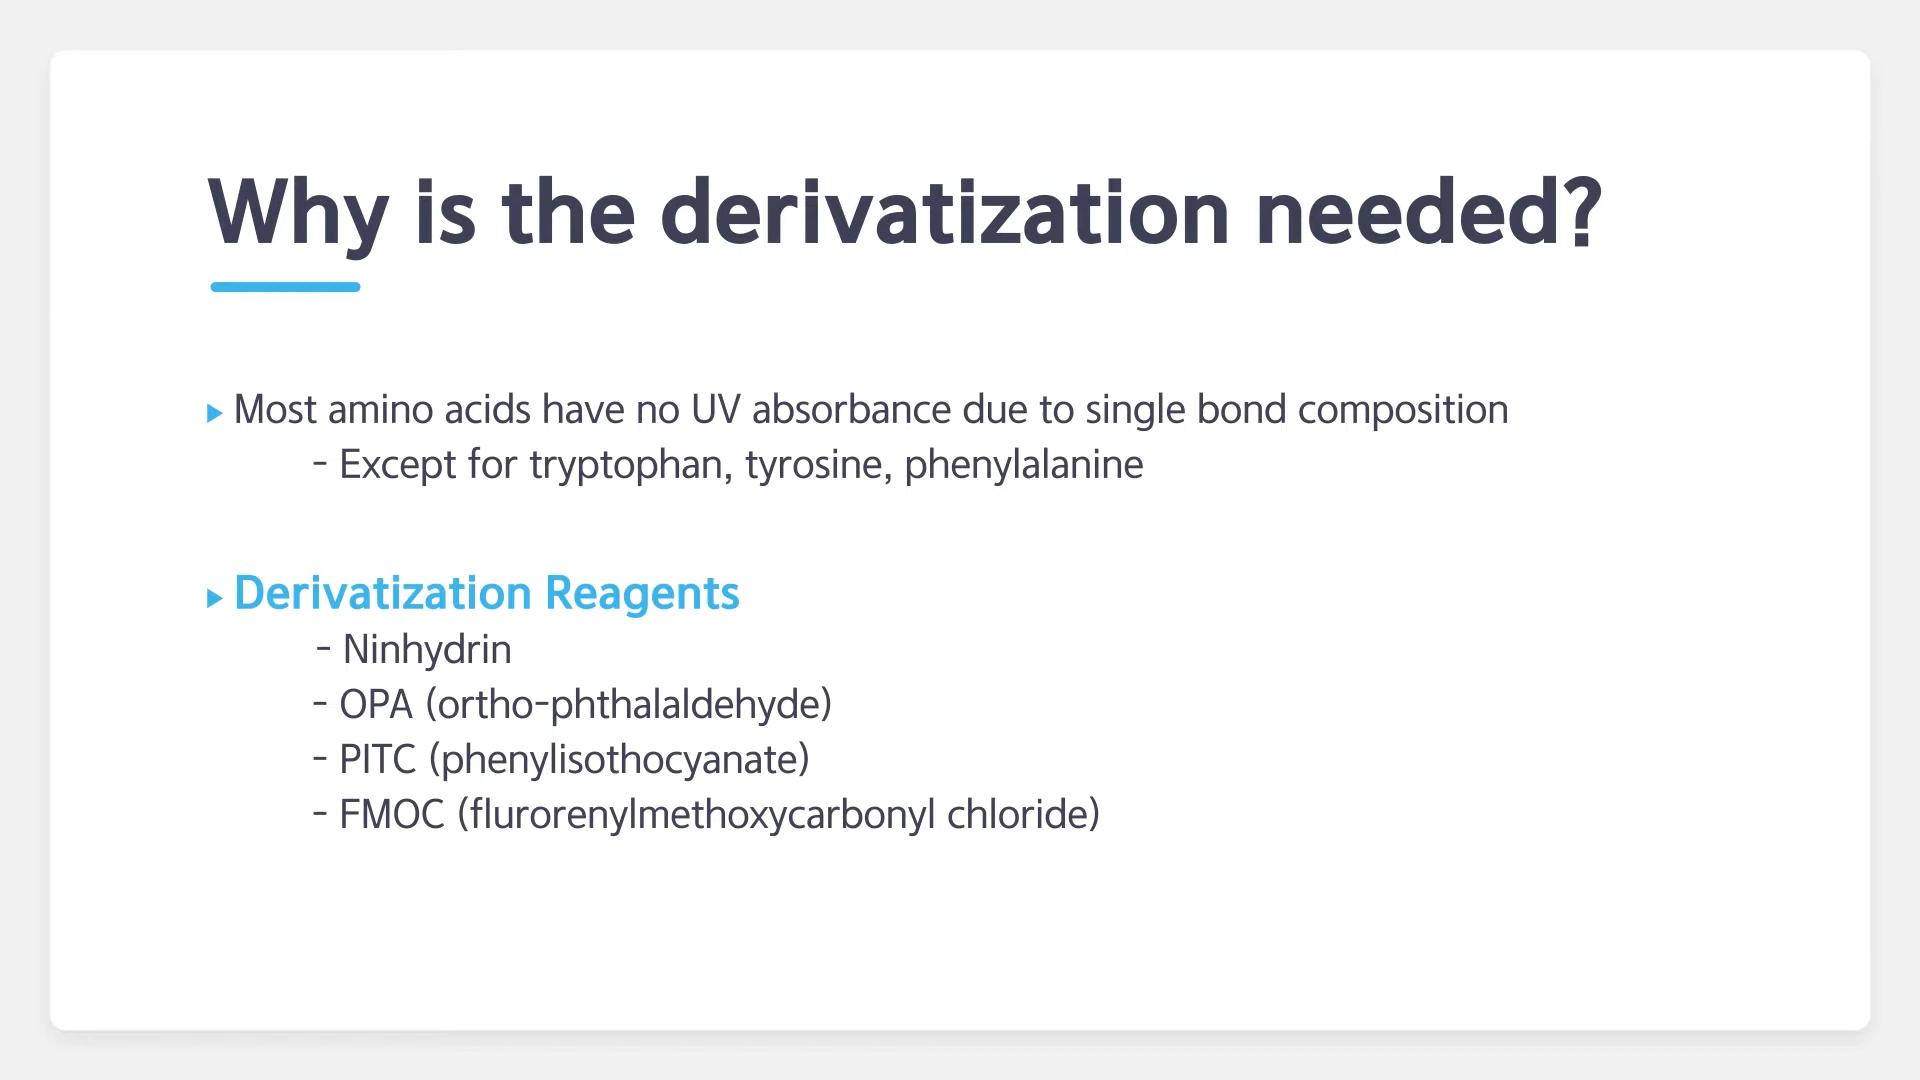 Why is the derivatization needed?
▸ Most amino acids have no UV absorbance due to single bond composition
- Except for tryptophan, tyrosine, phenylalanine
▸ Derivatization Reagents
- Ninhydrin
- OPA (ortho-phthalaldehyde)
- PITC (phenylisothocyanate)
- FMOC (flurorenylmethoxycarbonyl chloride)